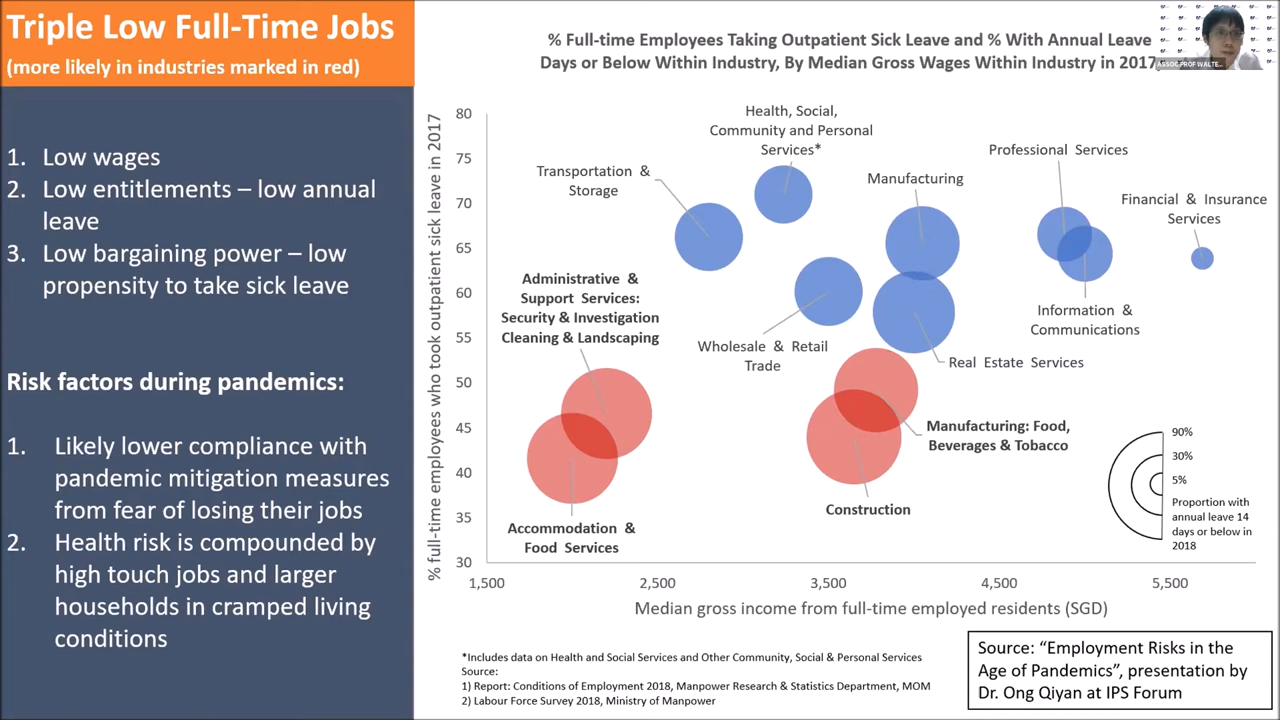 Triple Low Full-Time Jobs
(more likely in industries marked in red)
1. Low wages
2. Low entitlements – low annual
leave
3. Low bargaining power – low
propensity to take sick leave
Risk factors during pandemics:
1. Likely lower compliance with
pandemic mitigation measures
from fear of losing their jobs
2. Health risk is compounded by
high touch jobs and larger
households in cramped living
conditions
% Full-time Employees Taking Outpatient Sick Leave and % With Annual Leave
Days or Below Within Industry, By Median Gross Wages Within Industry in 2017
ASSOC PROF WALTE...
% full-time employees who took outpatient sick leave in 2017
80
75
70
65
60
55
50
45
40
35
30
Health, Social,
Community and Personal
Services*
Transportation &
Storage
Manufacturing
Professional Services
Financial & Insurance
Services
Administrative &
Support Services:
Security & Investigation
Cleaning & Landscaping
Wholesale & Retail
Trade
Information &
Communications
Real Estate Services
Manufacturing: Food,
Beverages & Tobacco
Construction
Accommodation &
Food Services
90%
30%
5%
Proportion with
annual leave 14
days or below in
2018
1,500
2,500
3,500
4,500
5,500
Median gross income from full-time employed residents (SGD)
*Includes data on Health and Social Services and Other Community, Social & Personal Services
Source:
1) Report: Conditions of Employment 2018, Manpower Research & Statistics Department, MOM
2) Labour Force Survey 2018, Ministry of Manpower
Source: “Employment Risks in the
Age of Pandemics”, presentation by
Dr. Ong Qiyan at IPS Forum